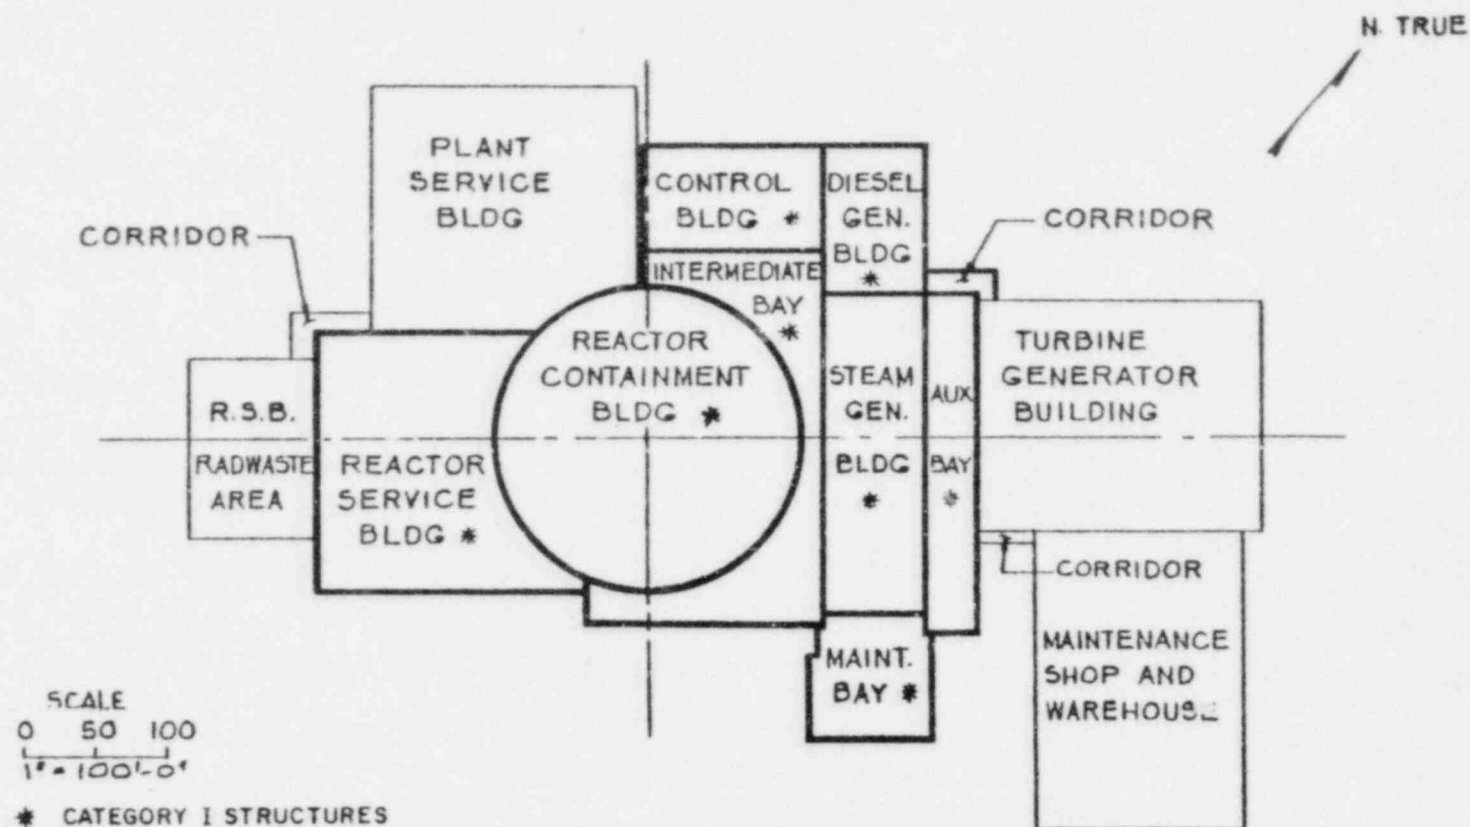 N. TRUE
PLANT
SERVICE
BLDG
CONTROL
BLDG *
DIESEL
GEN.
BLDG
*
CORRIDOR
CORRIDOR
INTERMEDIATE
BAY
*
REACTOR
CONTAINMENT
BLDG *
STEAM
GEN.
BLDG
*
AUX
BAY
*
TURBINE
GENERATOR
BUILDING
R.S.B.
RADWASTE
AREA
REACTOR
SERVICE
BLDG *
CORRIDOR
MAINT.
BAY *
MAINTENANCE
SHOP AND
WAREHOUSE
SCALE
0 50 100
1" = 100'-0"
* CATEGORY I STRUCTURES